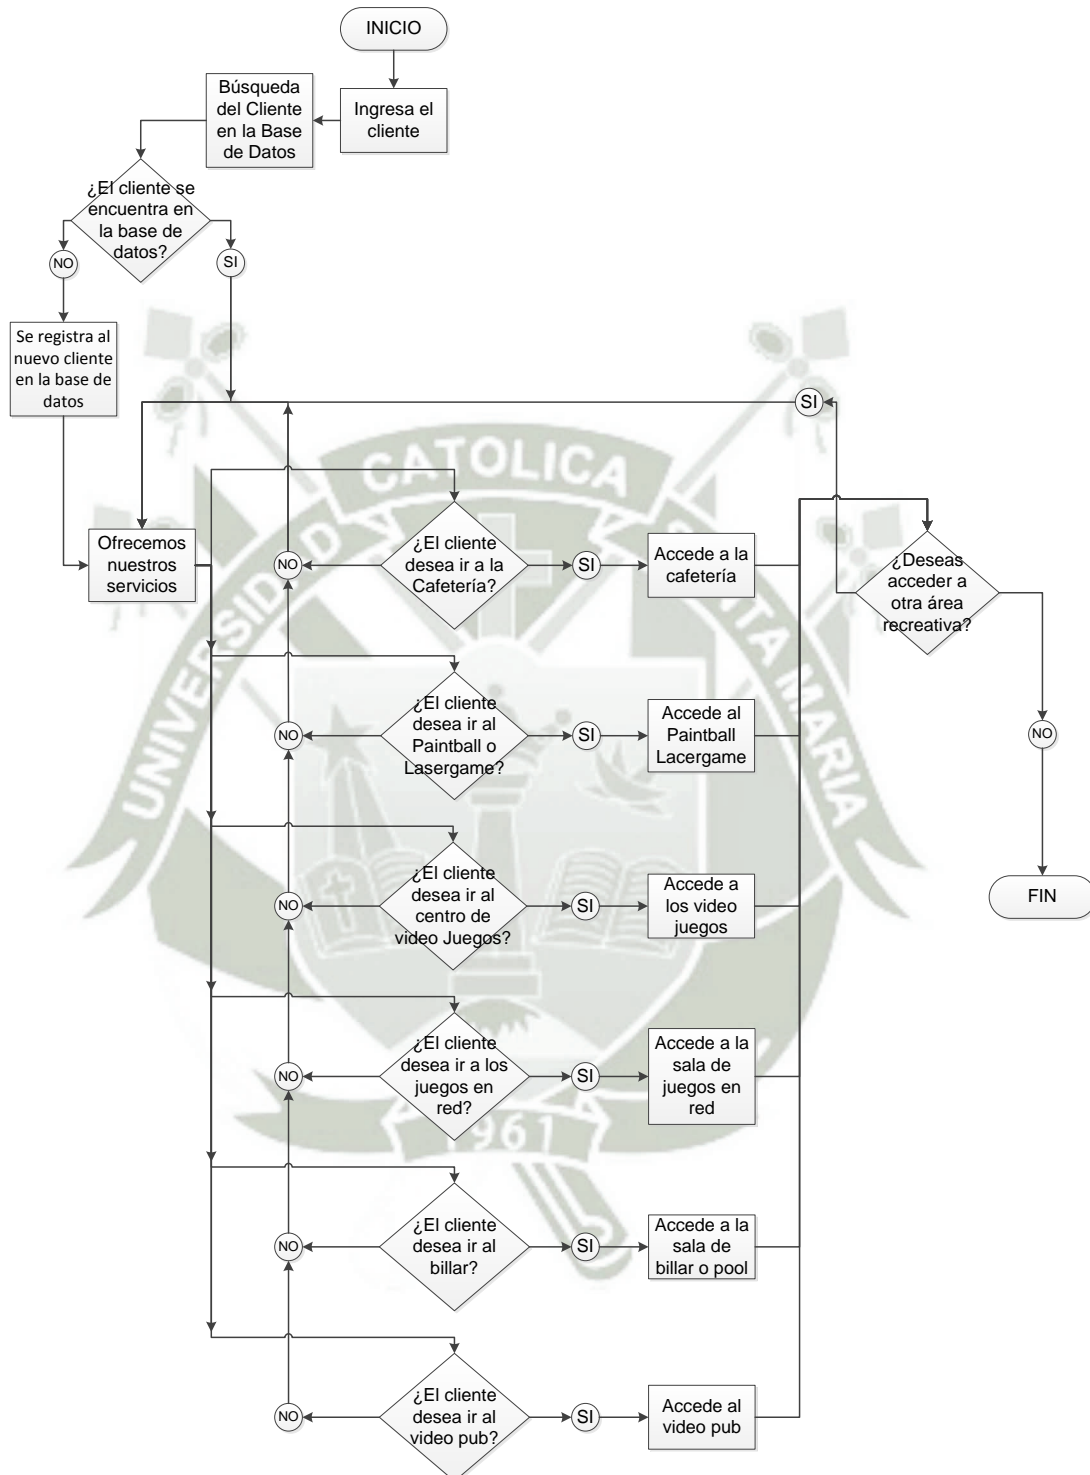 INICIO
Búsqueda
del Cliente
en la Base
de Datos
Ingresa el
cliente
¿El cliente se
encuentra en
la base de
datos?
NO
SI
Se registra al
nuevo cliente
en la base de
datos
SI
UNIVERSIDAD CATOLICA SANTA MARIA
Ofrecemos
nuestros
servicios
NO
¿El cliente
desea ir a la
Cafetería?
SI
Accede a la
cafetería
¿Deseas
acceder a
otra área
recreativa?
NO
¿El cliente
desea ir al
Paintball o
Lasergame?
SI
Accede al
Paintball
Lacergame
NO
NO
¿El cliente
desea ir al
centro de
video Juegos?
SI
Accede a
los video
juegos
FIN
NO
¿El cliente
desea ir a los
juegos en
red?
SI
Accede a la
sala de
juegos en
red
1961
NO
¿El cliente
desea ir al
billar?
SI
Accede a la
sala de
billar o pool
NO
¿El cliente
desea ir al
video pub?
SI
Accede al
video pub